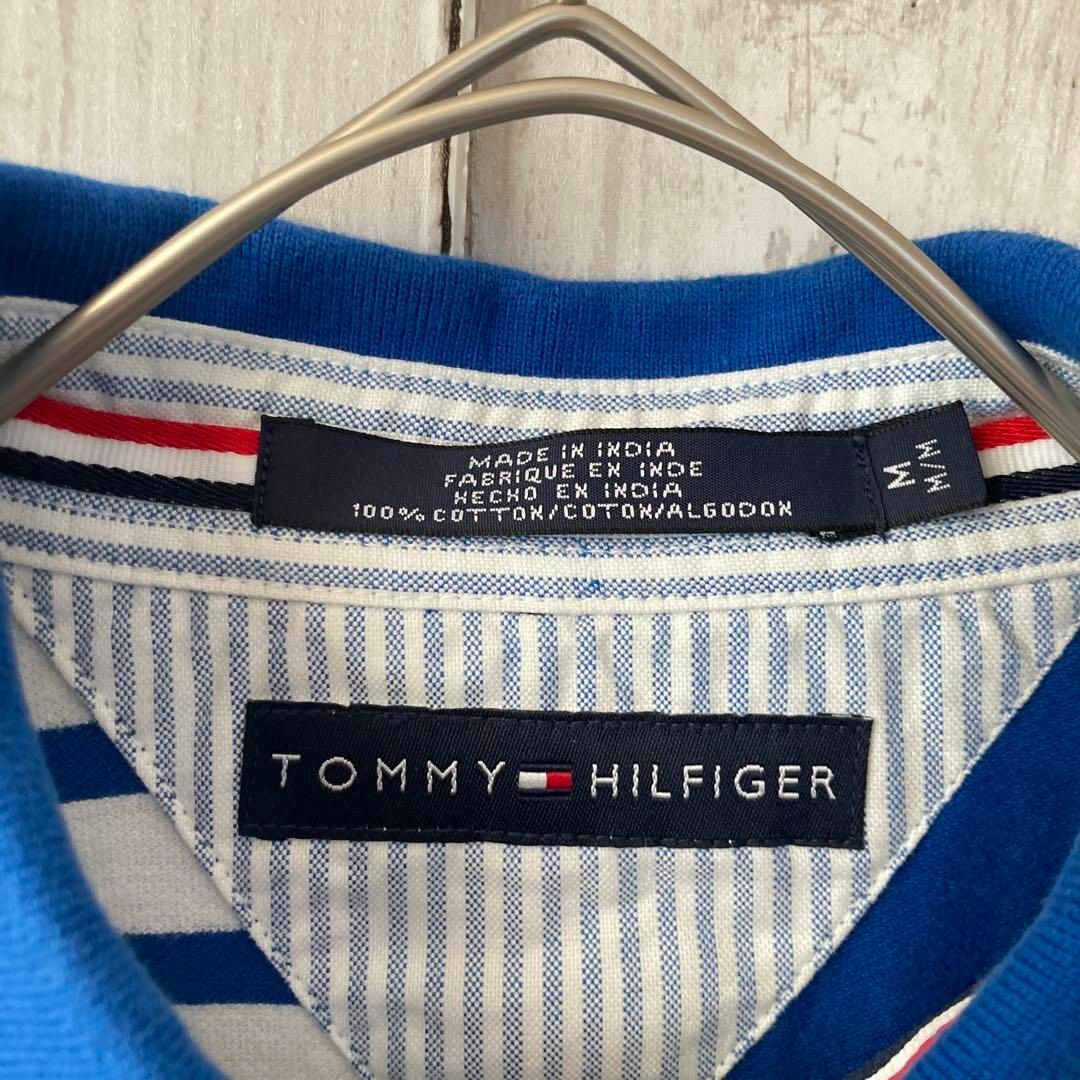 MADE IN INDIA
FABRIQUE EN INDE
HECHO EN INDIA
100% COTTON/COTON/ALGODON
M
M/M
TOMMY HILFIGER